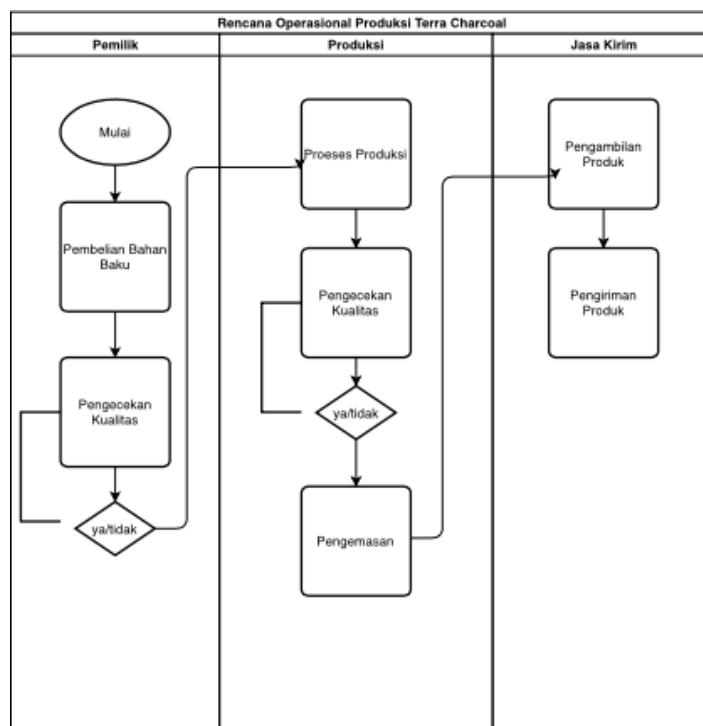 Rencana Operasional Produksi Terra Charcoal
Pemilik
Produksi
Jasa Kirim
Mulai
Pembelian Bahan
Baku
Pengecekan
Kualitas
ya/tidak
Proeses Produksi
Pengecekan
Kualitas
ya/tidak
Pengemasan
Pengambilan
Produk
Pengiriman
Produk